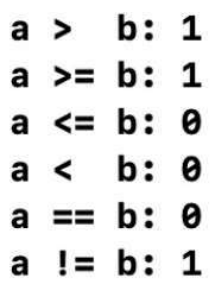 a >  b: 1
a >= b: 1
a <= b: 0
a <  b: 0
a == b: 0
a != b: 1